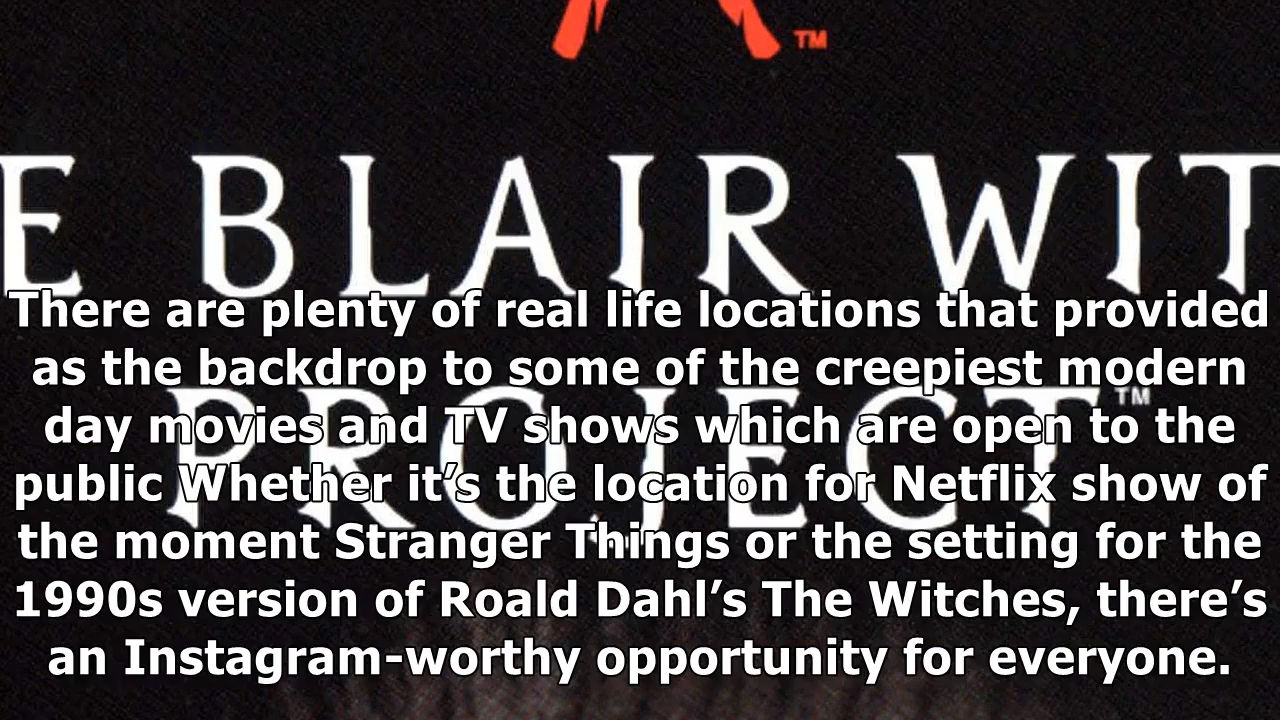 ™
E BLAIR WIT
There are plenty of real life locations that provided
as the backdrop to some of the creepiest modern
PROJECT™
day movies and TV shows which are open to the
public Whether it’s the location for Netflix show of
the moment Stranger Things or the setting for the
1990s version of Roald Dahl’s The Witches, there’s
an Instagram-worthy opportunity for everyone.